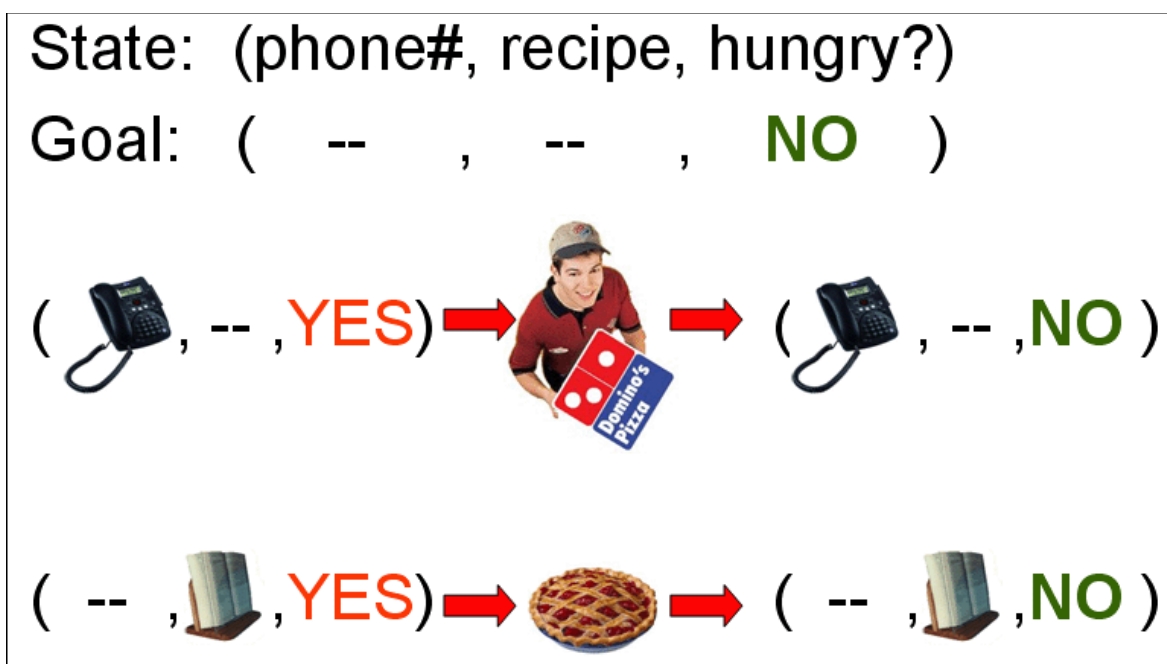 State: (phone#, recipe, hungry?)
Goal: ( -- , -- , NO )
( , -- ,YES) ( , -- ,NO )
Domino's
Pizza
( -- , ,YES) ( -- , ,NO )